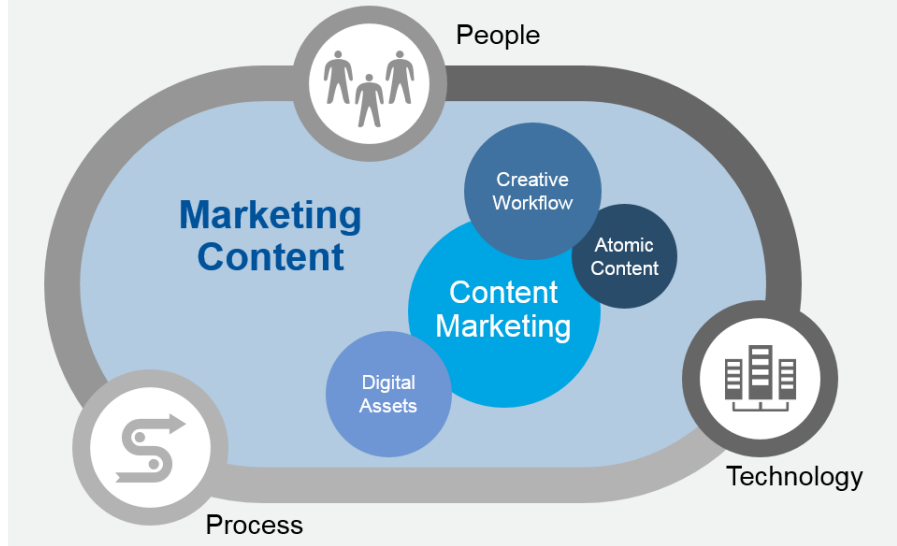 People
Marketing
Content
Creative
Workflow
Atomic
Content
Content
Marketing
Digital
Assets
Technology
Process